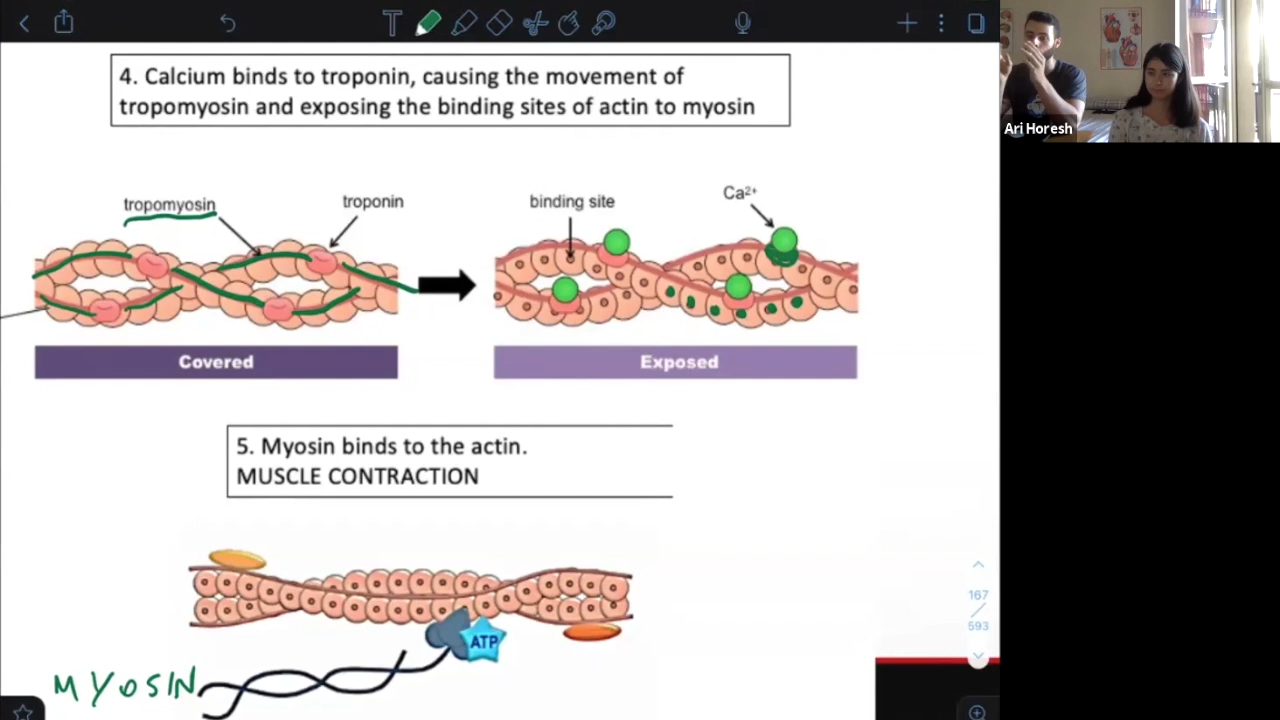 4. Calcium binds to troponin, causing the movement of
tropomyosin and exposing the binding sites of actin to myosin
Ari Horesh
tropomyosin
troponin
binding site
Ca²⁺
Covered
Exposed
5. Myosin binds to the actin.
MUSCLE CONTRACTION
167
/
593
ATP
MYOSIN